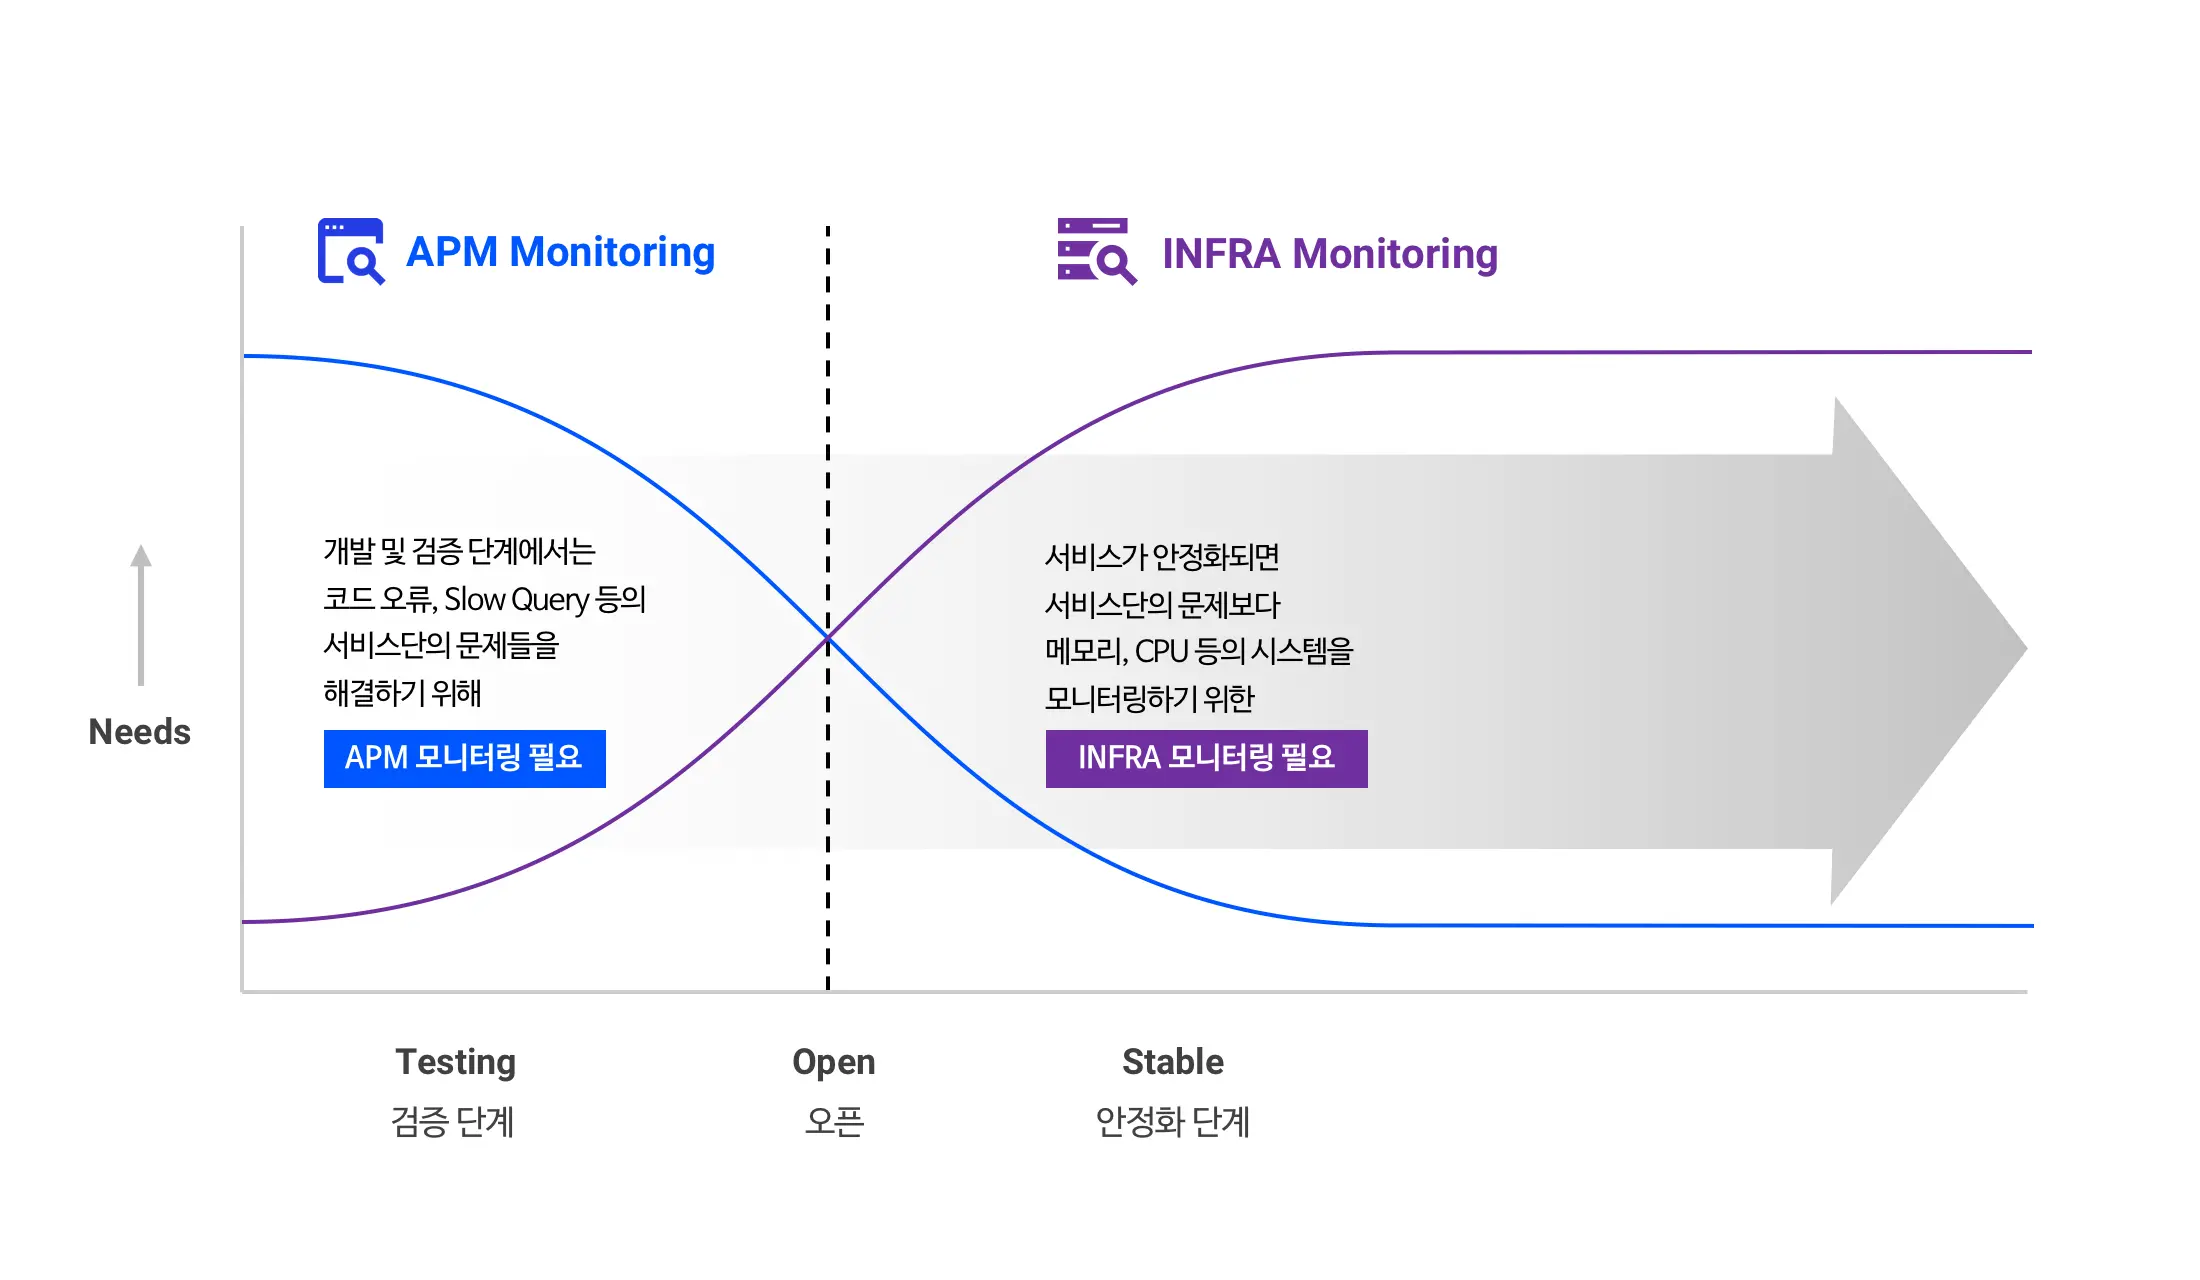 APM Monitoring
INFRA Monitoring
개발 및 검증 단계에서는
코드 오류, Slow Query 등의
서비스단의 문제들을
해결하기 위해
APM 모니터링 필요
서비스가 안정화되면
서비스단의 문제보다
메모리, CPU 등의 시스템을
모니터링하기 위한
INFRA 모니터링 필요
Needs
Testing
검증 단계
Open
오픈
Stable
안정화 단계